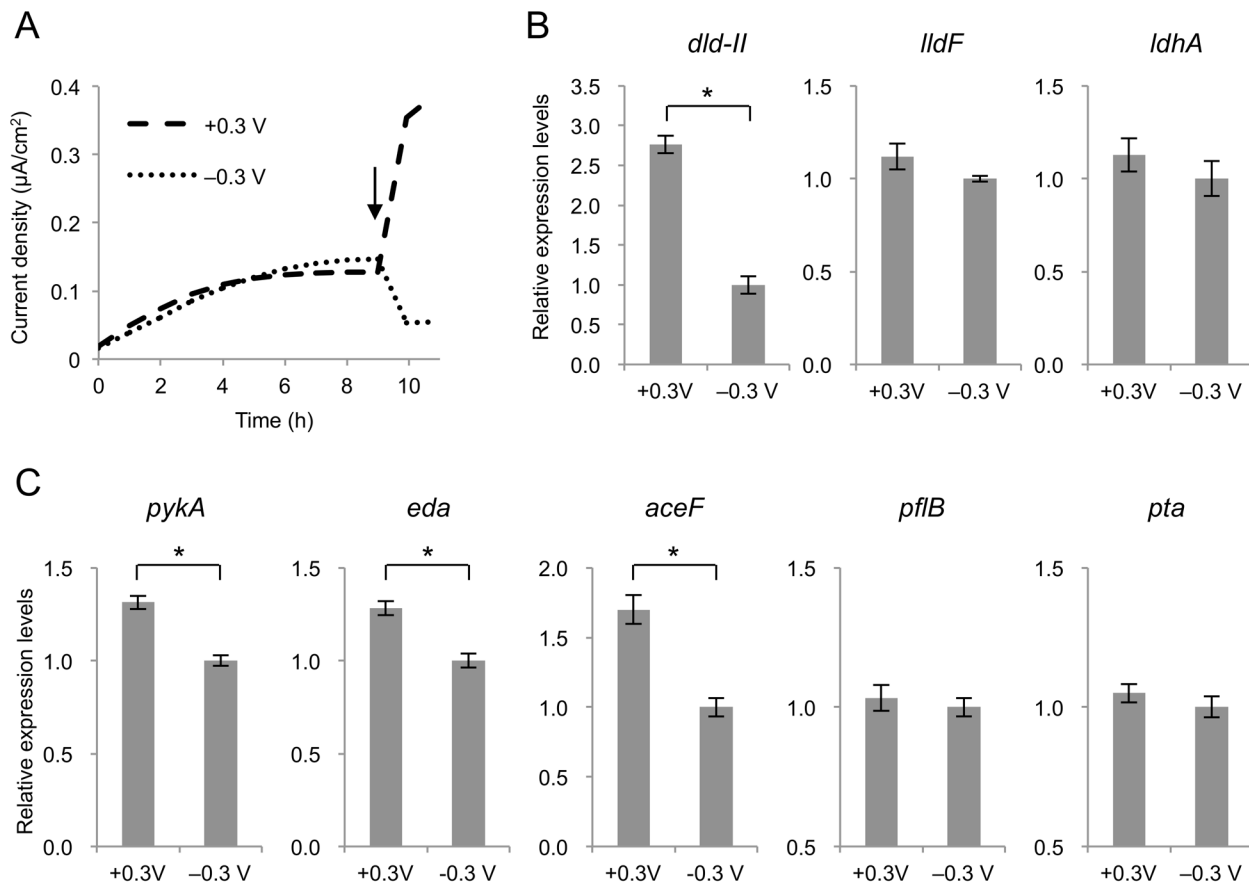 A
Current density (µA/cm²)
0.4
0.3
0.2
0.1
0
+0.3 V
–0.3 V
0 2 4 6 8 10
Time (h)
B
dld-II
Relative expression levels
3.5
3.0
2.5
2.0
1.5
1.0
0.5
0.0
*
+0.3V –0.3 V
lldF
1.5
1.0
0.5
0.0
+0.3V –0.3 V
ldhA
1.5
1.0
0.5
0.0
+0.3V –0.3 V
C
pykA
Relative expression levels
1.5
1.0
0.5
0.0
*
+0.3V –0.3 V
eda
1.5
1.0
0.5
0.0
*
+0.3V -0.3 V
aceF
2.0
1.5
1.0
0.5
0.0
*
+0.3V -0.3 V
pflB
1.5
1.0
0.5
+0.3V –0.3 V
pta
1.5
1.0
0.5
+0.3V –0.3 V